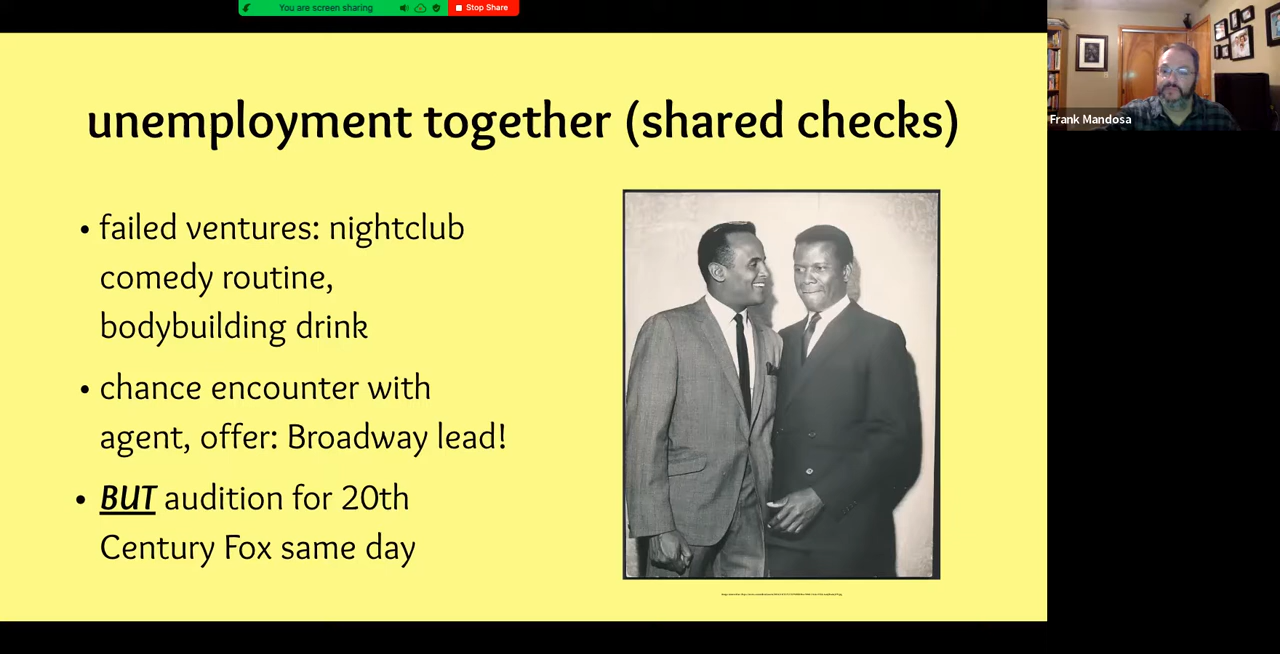 You are screen sharing
Stop Share
unemployment together (shared checks)
• failed ventures: nightclub
comedy routine,
bodybuilding drink
• chance encounter with
agent, offer: Broadway lead!
• BUT audition for 20th
Century Fox same day
Frank Mandosa